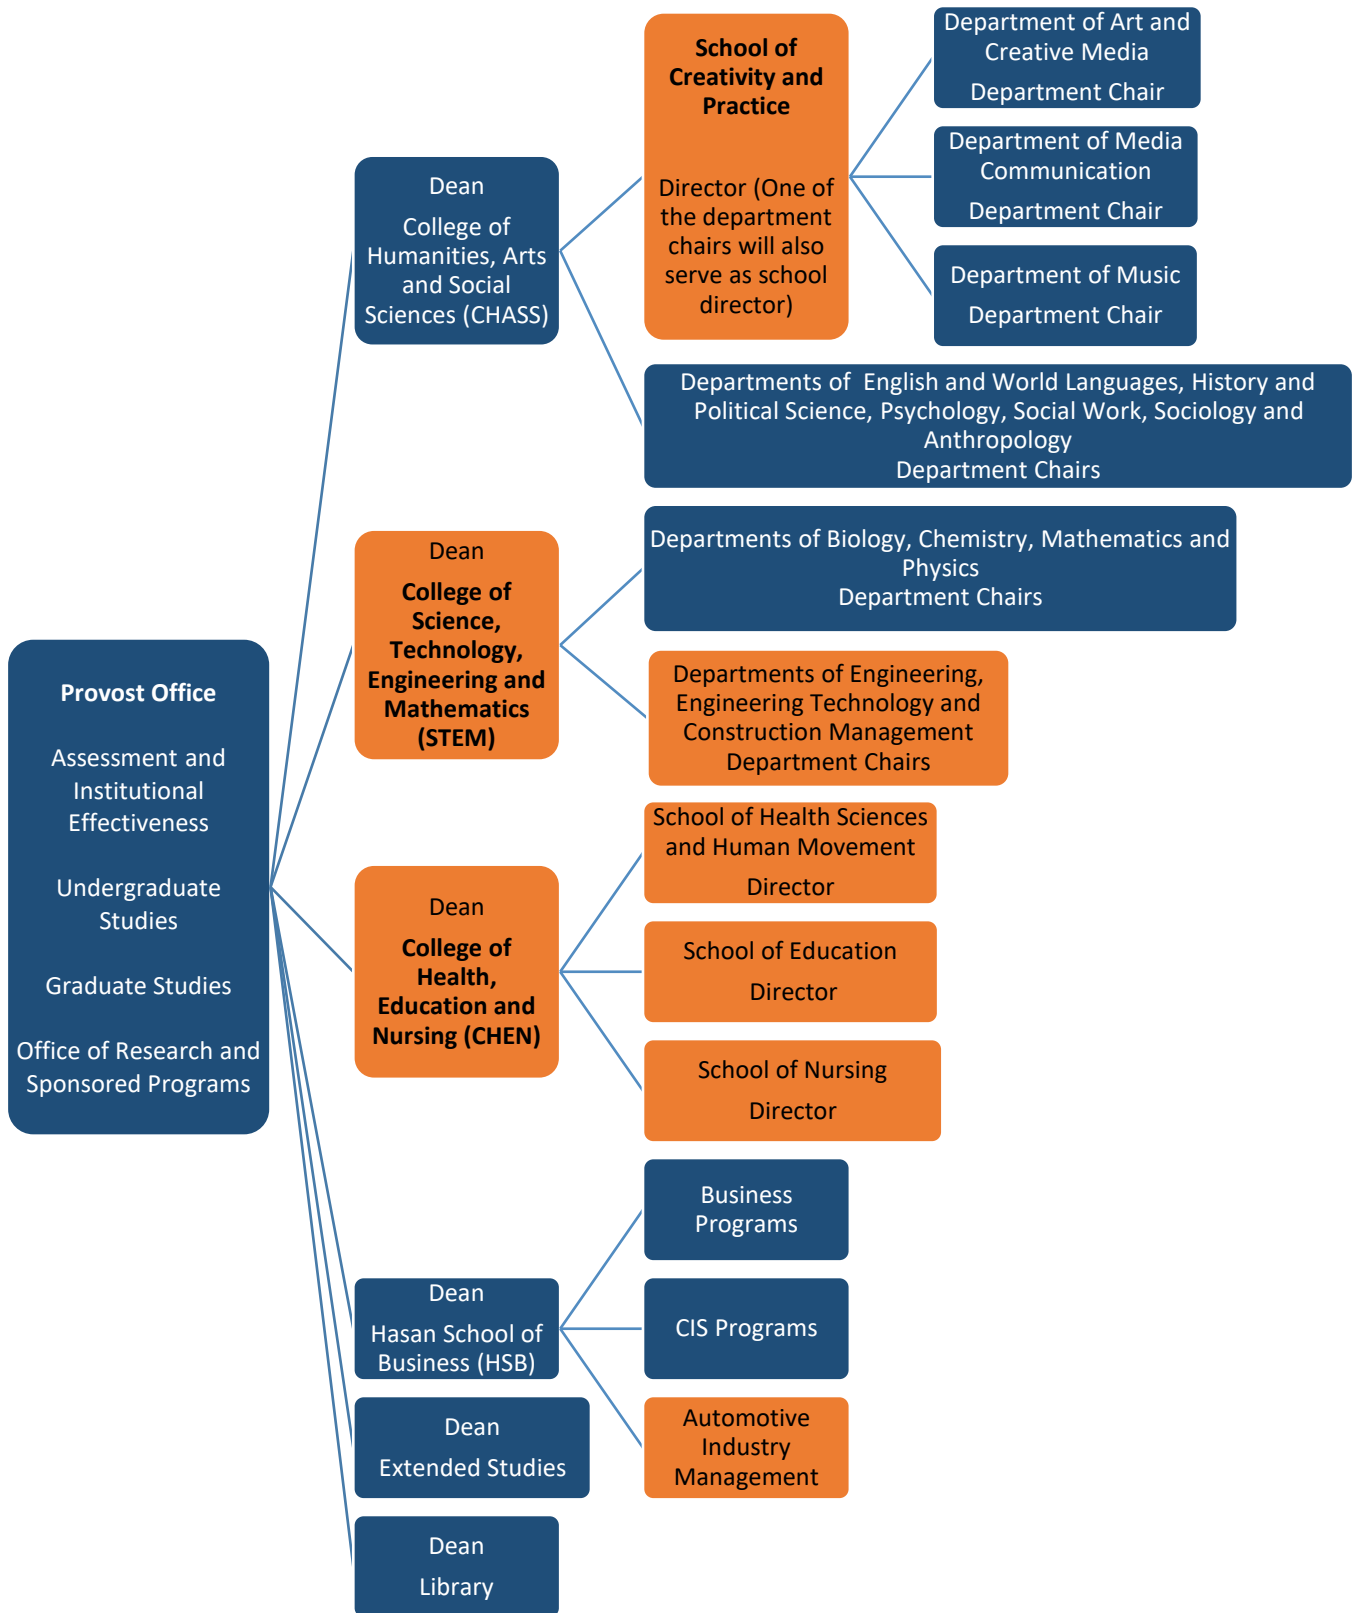 Provost Office
Assessment and
Institutional
Effectiveness
Undergraduate
Studies
Graduate Studies
Office of Research and
Sponsored Programs
Dean
College of
Humanities, Arts
and Social
Sciences (CHASS)
School of
Creativity and
Practice
Director (One of
the department
chairs will also
serve as school
director)
Department of Art and
Creative Media
Department Chair
Department of Media
Communication
Department Chair
Department of Music
Department Chair
Departments of  English and World Languages, History and
Political Science, Psychology, Social Work, Sociology and
Anthropology
Department Chairs
Dean
College of
Science,
Technology,
Engineering and
Mathematics
(STEM)
Departments of Biology, Chemistry, Mathematics and
Physics
Department Chairs
Departments of Engineering,
Engineering Technology and
Construction Management
Department Chairs
Dean
College of
Health,
Education and
Nursing (CHEN)
School of Health Sciences
and Human Movement
Director
School of Education
Director
School of Nursing
Director
Dean
Hasan School of
Business (HSB)
Business
Programs
CIS Programs
Automotive
Industry
Management
Dean
Extended Studies
Dean
Library